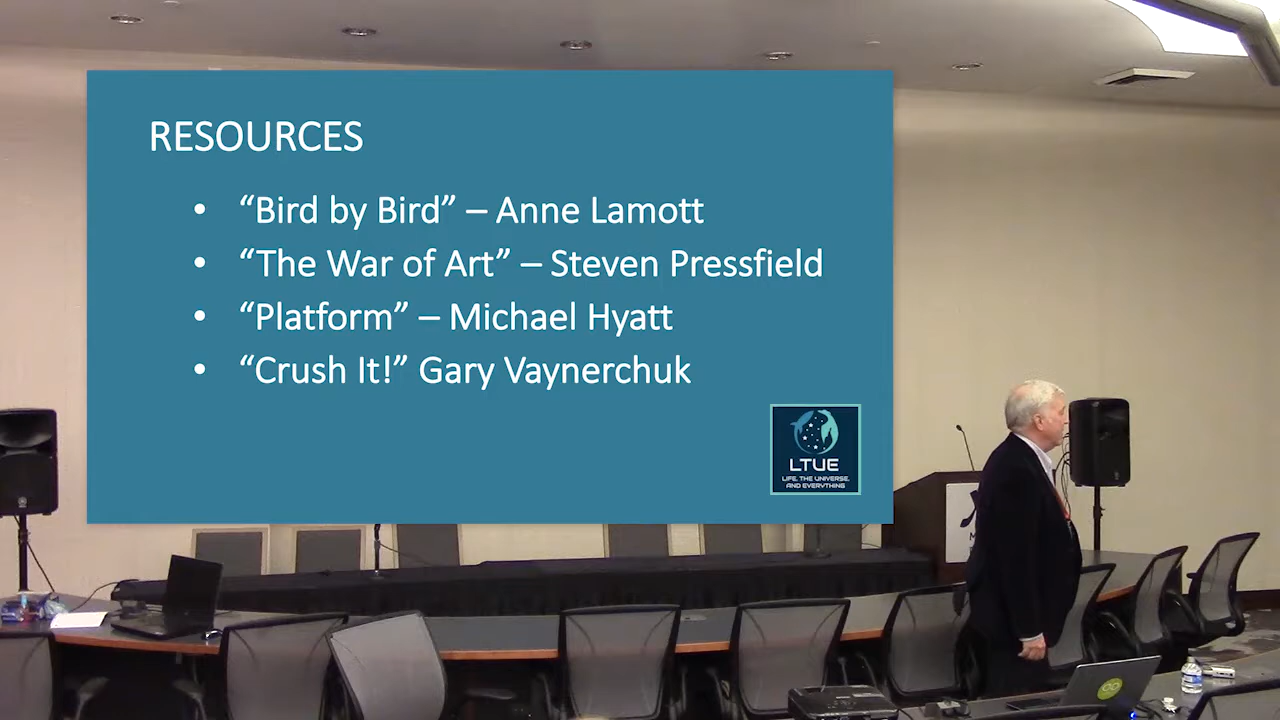 RESOURCES
• “Bird by Bird” – Anne Lamott
• “The War of Art” – Steven Pressfield
• “Platform” – Michael Hyatt
• “Crush It!” Gary Vaynerchuk
LTUE
LIFE, THE UNIVERSE,
AND EVERYTHING